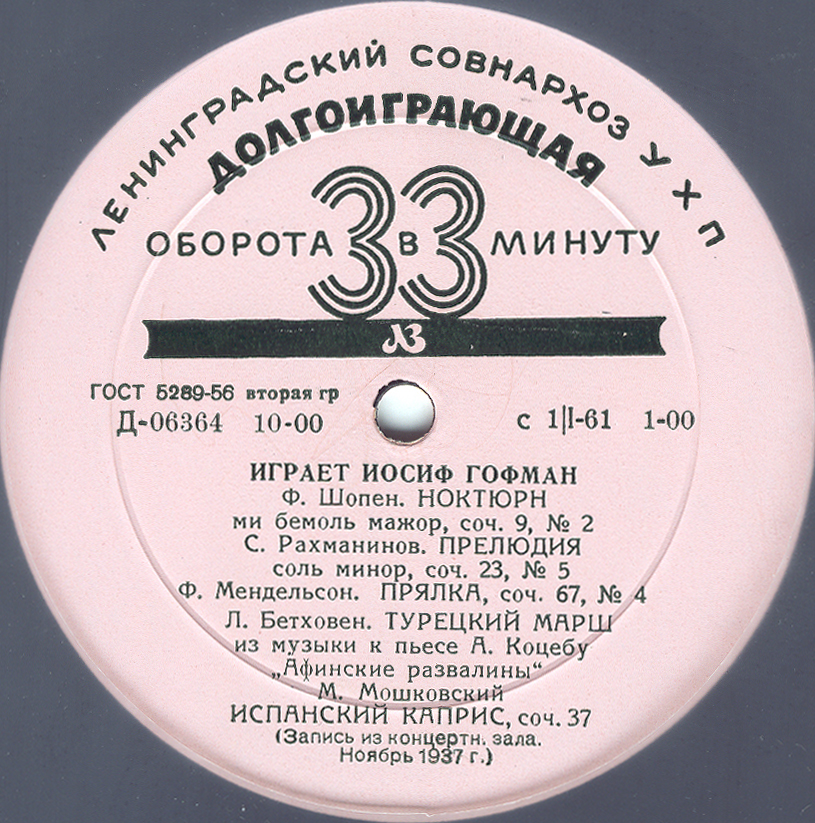 ЛЕНИНГРАДСКИЙ СОВНАРХОЗ УХП
ДОЛГОИГРАЮЩАЯ
ОБОРОТА 33 В МИНУТУ
ЛЗ
ГОСТ 5289-56 вторая гр
Д-06364 10-00 с 1|I-61 1-00
ИГРАЕТ ИОСИФ ГОФМАН
Ф. Шопен. НОКТЮРН
ми бемоль мажор, соч. 9, № 2
С. Рахманинов. ПРЕЛЮДИЯ
соль минор, соч. 23, № 5
Ф. Мендельсон. ПРЯЛКА, соч. 67, № 4
Л. Бетховен. ТУРЕЦКИЙ МАРШ
из музыки к пьесе А. Коцебу
„Афинские развалины“
М. Мошковский
ИСПАНСКИЙ КАПРИС, соч. 37
(Запись из концертн. зала.
Ноябрь 1937 г.)